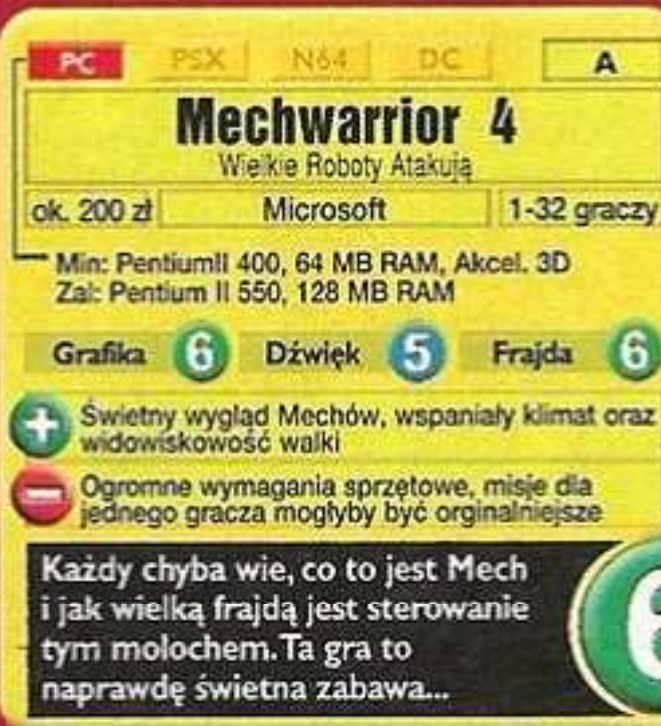 PC PSX N64 DC A
Mechwarrior 4
Wielkie Roboty Atakują
ok. 200 zł Microsoft 1-32 graczy
Min: PentiumII 400, 64 MB RAM, Akcel. 3D
Zal: Pentium II 550, 128 MB RAM
Grafika 6 Dźwięk 5 Frajda 6
+ Świetny wygląd Mechów, wspaniały klimat oraz
widowiskowość walki
- Ogromne wymagania sprzętowe, misje dla
jednego gracza mogłyby być orginalniejsze
Każdy chyba wie, co to jest Mech
i jak wielką frajdą jest sterowanie
tym molochem. Ta gra to
naprawdę świetna zabawa...
6